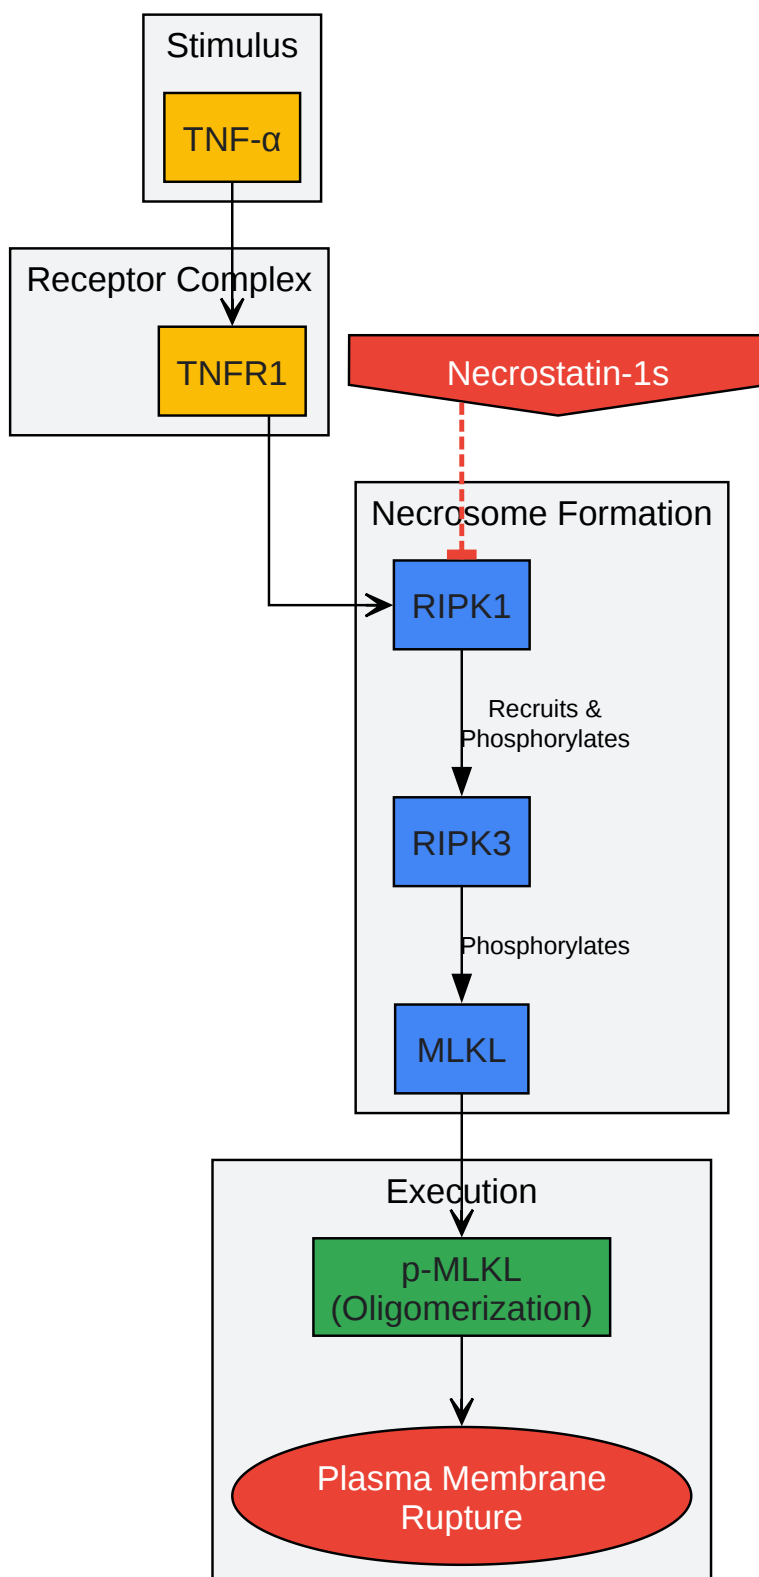 Stimulus
TNF-α
Receptor Complex
TNFR1
Necrostatin-1s
Necrosome Formation
RIPK1
Recruits &
Phosphorylates
RIPK3
Phosphorylates
MLKL
Execution
p-MLKL
(Oligomerization)
Plasma Membrane
Rupture